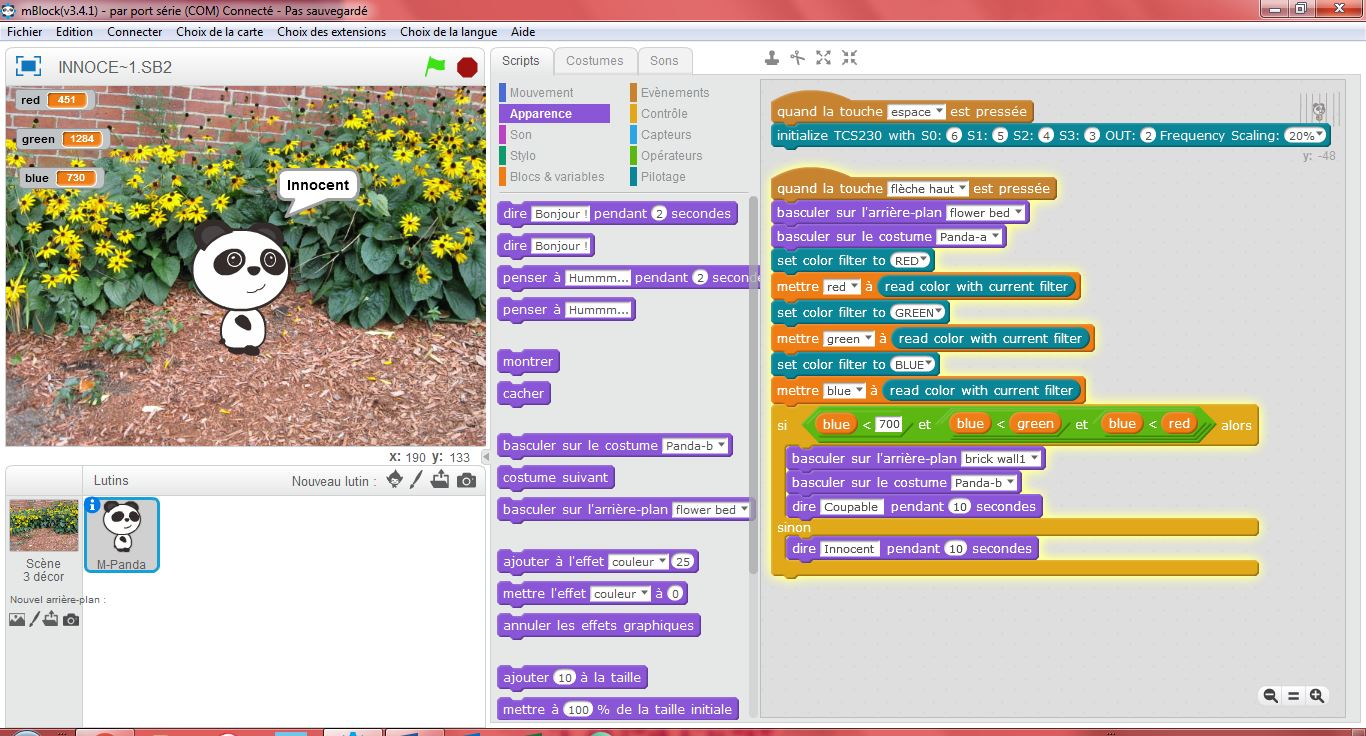 mBlock(v3.4.1) - par port série (COM) Connecté - Pas sauvegardé
Fichier Edition Connecter Choix de la carte Choix des extensions Choix de la langue Aide
INNOCE~1.SB2
red 451
green 1284
blue 730
Innocent
x: 190 y: 133
Lutins
Nouveau lutin :
Scène
3 décor
M-Panda
Nouvel arrière-plan :
Scripts Costumes Sons
Mouvement Evènements
Apparence Contrôle
Son Capteurs
Stylo Opérateurs
Blocs & variables Pilotage
dire Bonjour ! pendant 2 secondes
dire Bonjour !
penser à Hummm... pendant 2 seconde
penser à Hummm...
montrer
cacher
basculer sur le costume Panda-b
costume suivant
basculer sur l'arrière-plan flower bed
ajouter à l'effet couleur 25
mettre l'effet couleur à 0
annuler les effets graphiques
ajouter 10 à la taille
mettre à 100 % de la taille initiale
quand la touche espace est pressée
initialize TCS230 with S0: 6 S1: 5 S2: 4 S3: 3 OUT: 2 Frequency Scaling: 20%
y: -48
quand la touche flèche haut est pressée
basculer sur l'arrière-plan flower bed
basculer sur le costume Panda-a
set color filter to RED
mettre red à read color with current filter
set color filter to GREEN
mettre green à read color with current filter
set color filter to BLUE
mettre blue à read color with current filter
si blue < 700 et blue < green et blue < red alors
basculer sur l'arrière-plan brick wall1
basculer sur le costume Panda-b
dire Coupable pendant 10 secondes
sinon
dire Innocent pendant 10 secondes